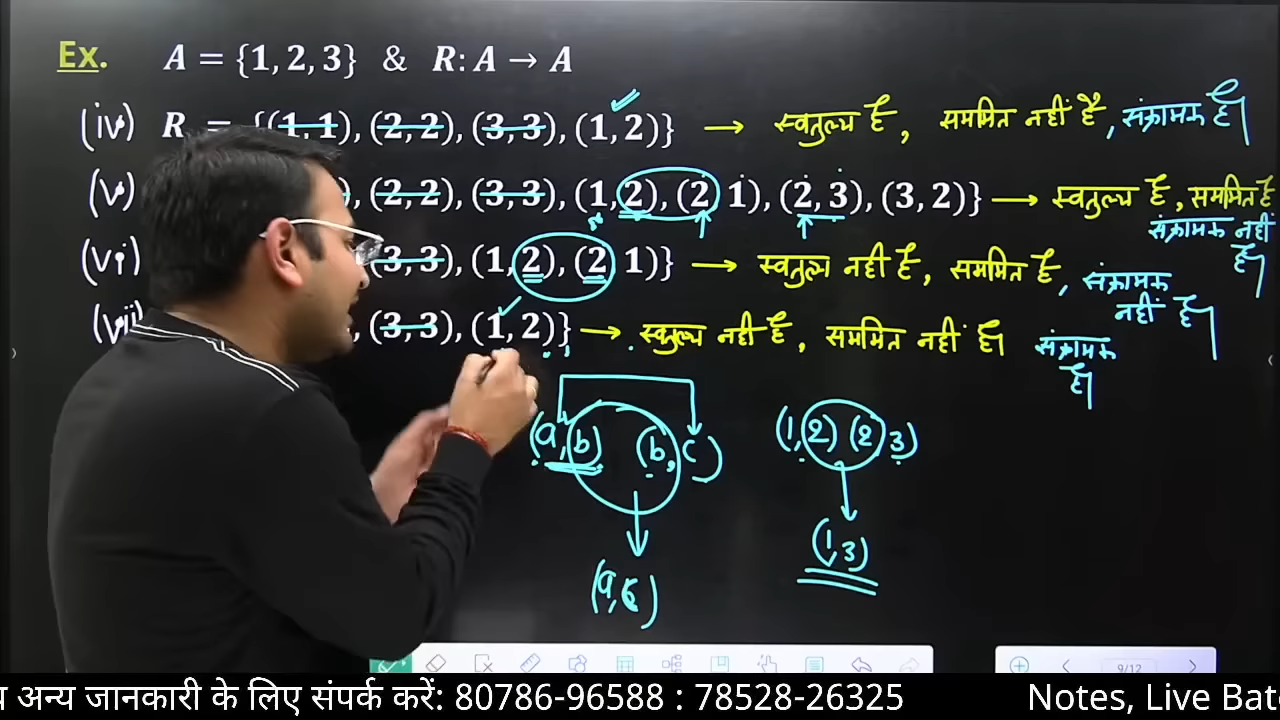 Ex. A = {1, 2, 3} & R: A → A
(iv) R = {(1, 1), (2, 2), (3, 3), (1, 2)} → स्वतुल्य है, सममित नहीं है, संक्रामक है।
(v) , (2, 2), (3, 3), (1, 2), (2 1), (2, 3), (3, 2)} → स्वतुल्य है, सममित है
संक्रामक नहीं है।
(vi) (3, 3), (1, 2), (2 1)} → स्वतुल्य नहीं है, सममित है, संक्रामक नहीं है।
(vii) , (3, 3), (1, 2)} → स्वतुल्य नहीं है, सममित नहीं है। संक्रामक है।
(a, b) (b, c) (1, 2) (2 3)
(1, 3)
9/12
अन्य जानकारी के लिए संपर्क करें: 80786-96588 : 78528-26325 Notes, Live